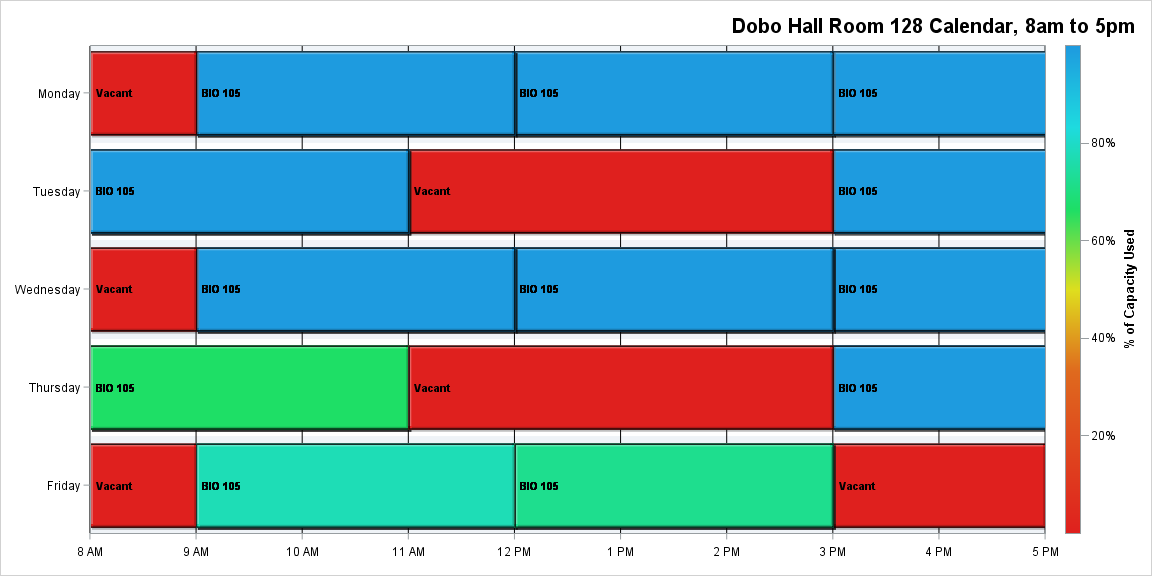 Dobo Hall Room 128 Calendar, 8am to 5pm
Monday
Vacant
BIO 105
BIO 105
BIO 105
Tuesday
BIO 105
Vacant
BIO 105
Wednesday
Vacant
BIO 105
BIO 105
BIO 105
Thursday
BIO 105
Vacant
BIO 105
Friday
Vacant
BIO 105
BIO 105
Vacant
8 AM
9 AM
10 AM
11 AM
12 PM
1 PM
2 PM
3 PM
4 PM
5 PM
80%
60%
40%
20%
% of Capacity Used